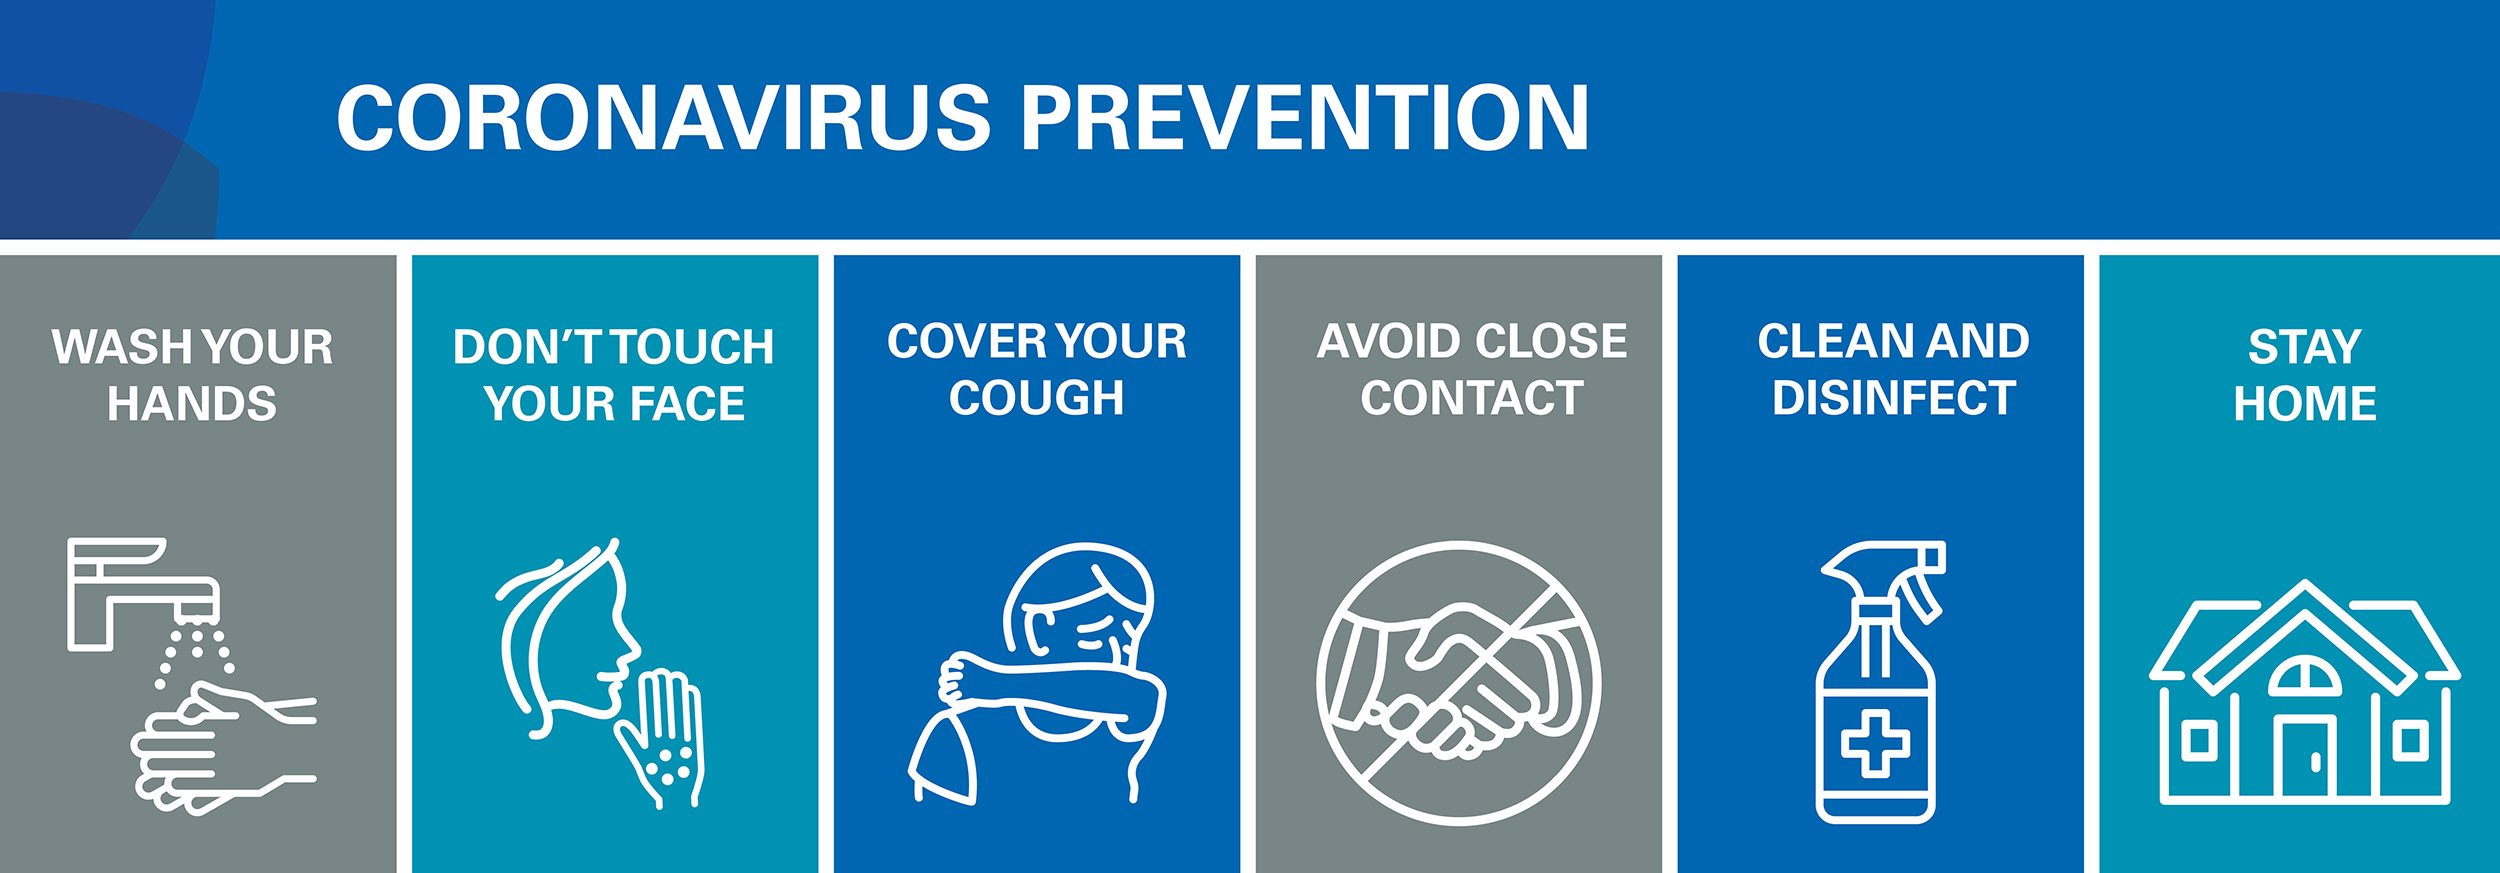 CORONAVIRUS PREVENTION
WASH YOUR
HANDS
DON'T TOUCH
YOUR FACE
COVER YOUR
COUGH
AVOID CLOSE
CONTACT
CLEAN AND
DISINFECT
STAY
HOME